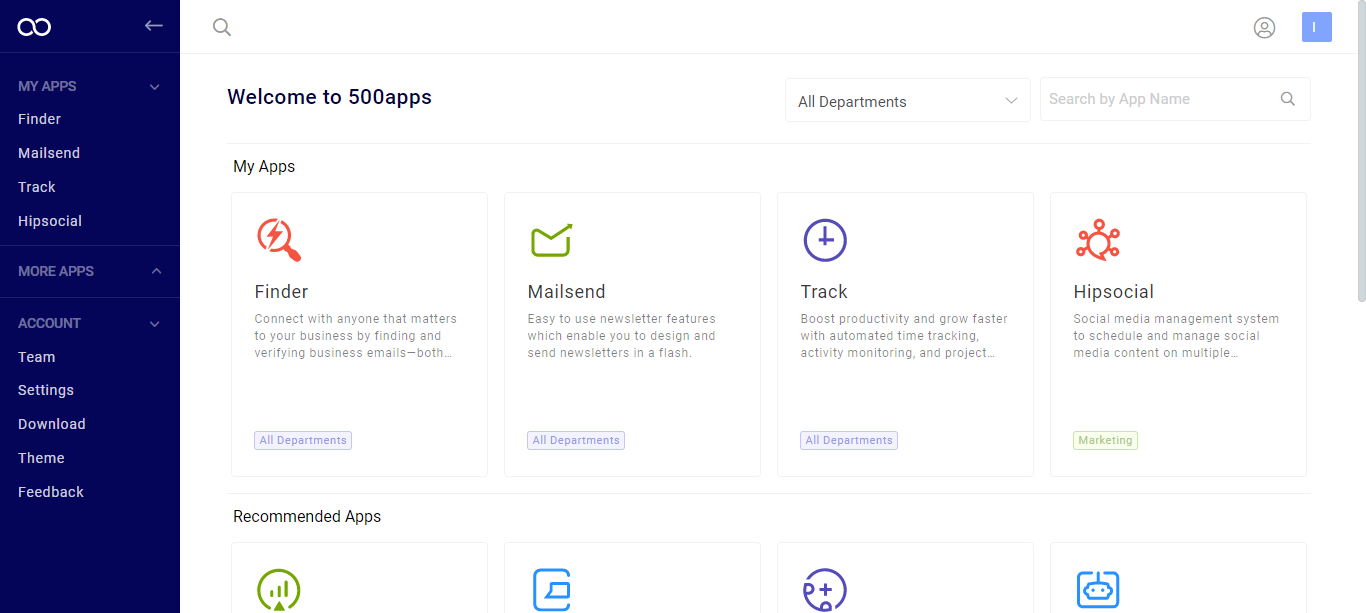 MY APPS
Finder
Mailsend
Track
Hipsocial
MORE APPS
ACCOUNT
Team
Settings
Download
Theme
Feedback
I
Welcome to 500apps
All Departments
Search by App Name
My Apps
Finder
Connect with anyone that matters
to your business by finding and
verifying business emails—both…
All Departments
Mailsend
Easy to use newsletter features
which enable you to design and
send newsletters in a flash.
All Departments
Track
Boost productivity and grow faster
with automated time tracking,
activity monitoring, and project…
All Departments
Hipsocial
Social media management system
to schedule and manage social
media content on multiple…
Marketing
Recommended Apps